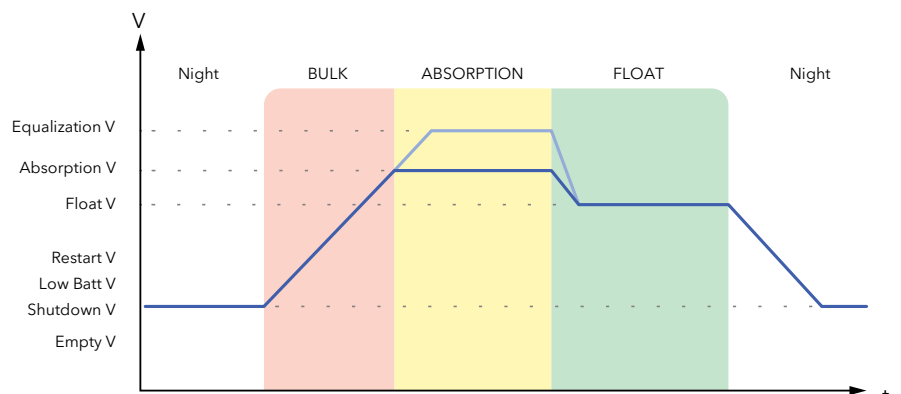 V
Night BULK ABSORPTION FLOAT Night
Equalization V
Absorption V
Float V
Restart V
Low Batt V
Shutdown V
Empty V